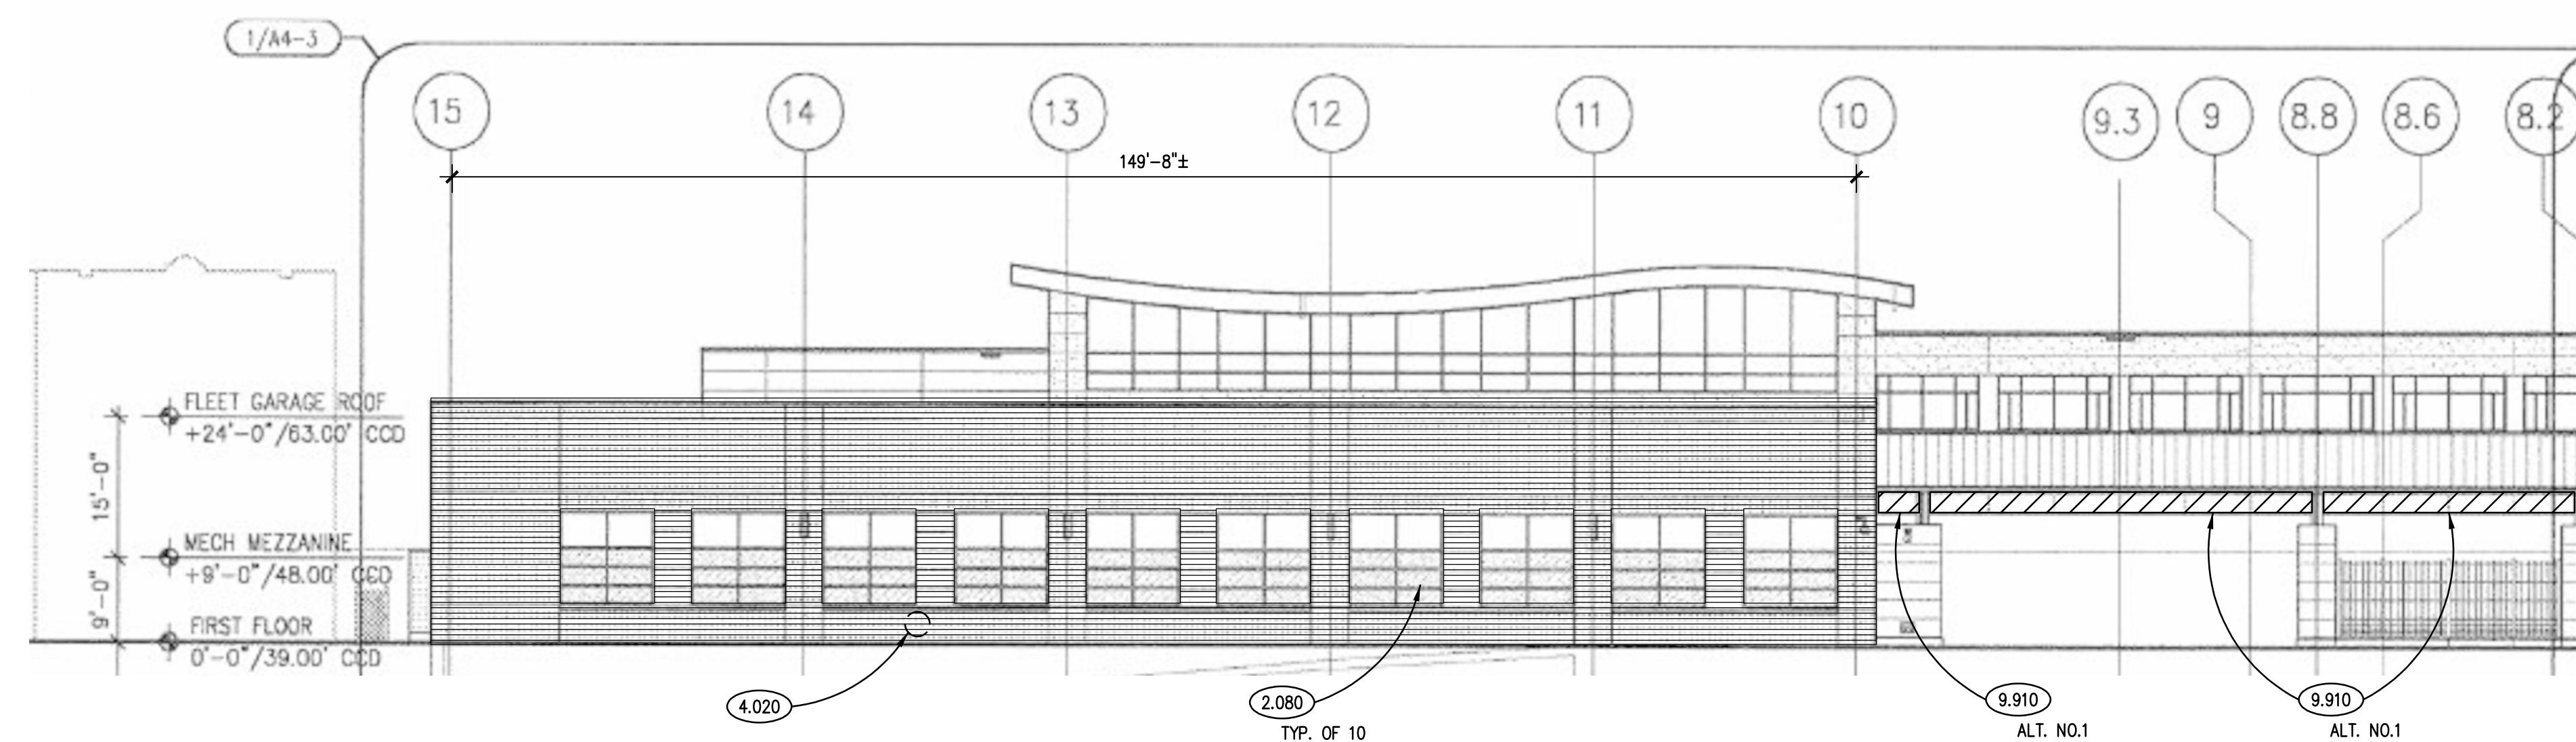 1/A4-3
15 14 13 12 11 10 9.3 9 8.8 8.6 8.2
149'-8"±
FLEET GARAGE ROOF
+24'-0"/63.00' CCD
15'-0"
MECH MEZZANINE
+9'-0"/48.00' CCD
9'-0"
FIRST FLOOR
0'-0"/39.00' CCD
4.020
2.080
TYP. OF 10
9.910
ALT. NO.1
9.910
ALT. NO.1